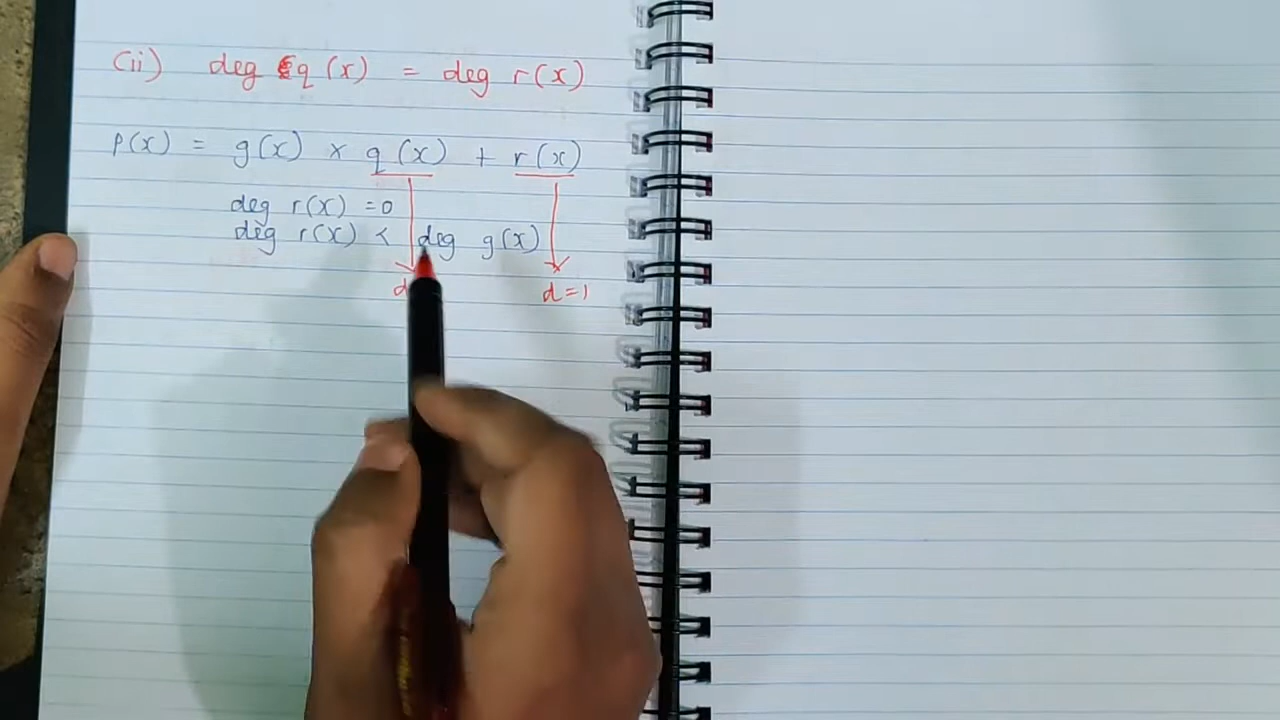 (ii) deg q(x) = deg r(x)
p(x) = g(x) × q(x) + r(x)
deg r(x) = 0
deg r(x) < deg g(x)
d d=1